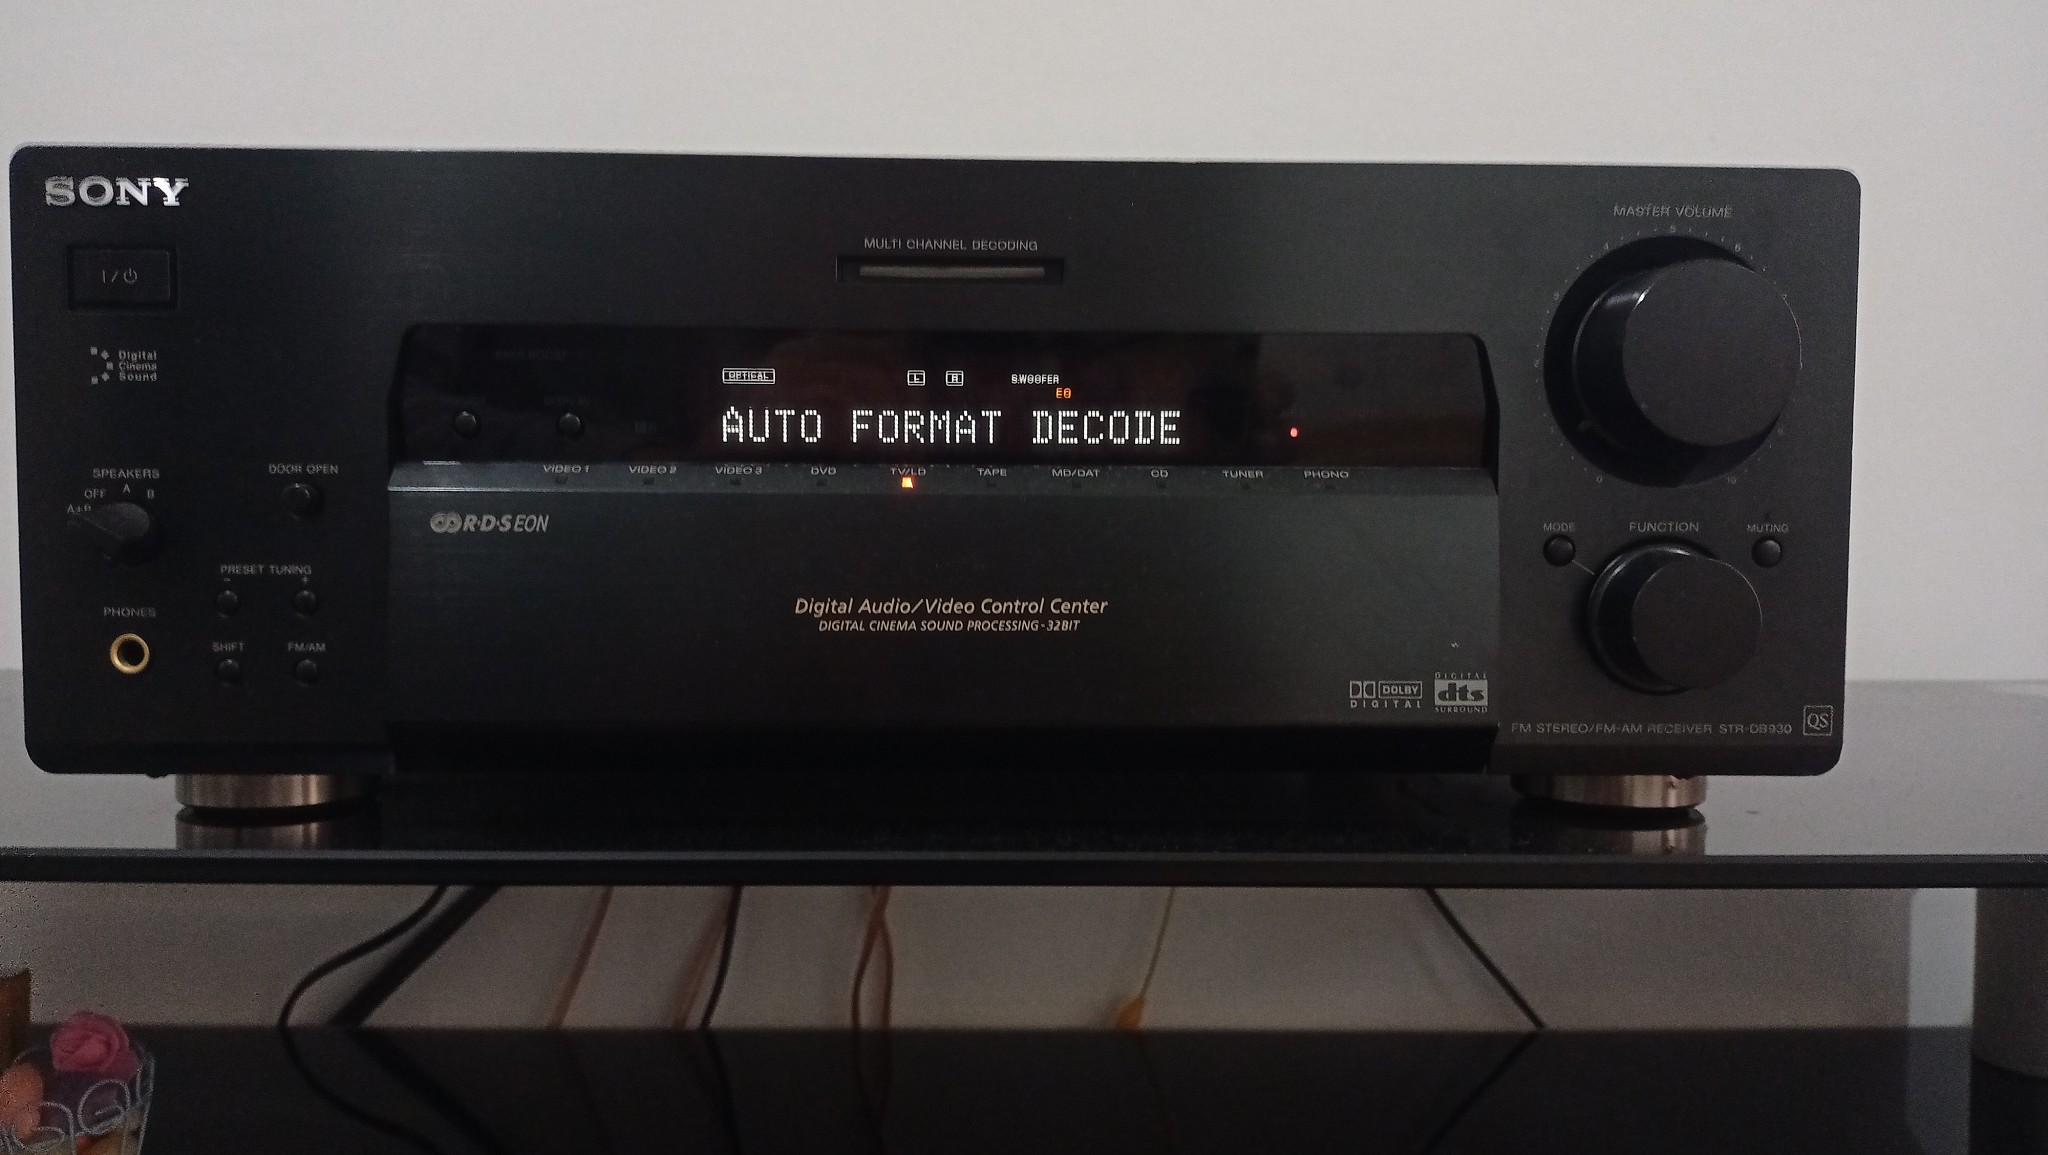 SONY
MASTER VOLUME
MULTI CHANNEL DECODING
I/⏻
Digital
Cinema
Sound
OPTICAL L R S.WOOFER
EQ
AUTO FORMAT DECODE
VIDEO 1 VIDEO 2 VIDEO 3 DVD TV/LD TAPE MD/DAT CD TUNER PHONO
SPEAKERS
OFF A B
A+B
DOOR OPEN
0 10
R·D·S EON
MODE FUNCTION MUTING
PRESET TUNING
- +
PHONES
Digital Audio/Video Control Center
DIGITAL CINEMA SOUND PROCESSING-32BIT
SHIFT FM/AM
DOLBY
DIGITAL
DIGITAL
dts
SURROUND
FM STEREO/FM-AM RECEIVER STR-DB930 QS